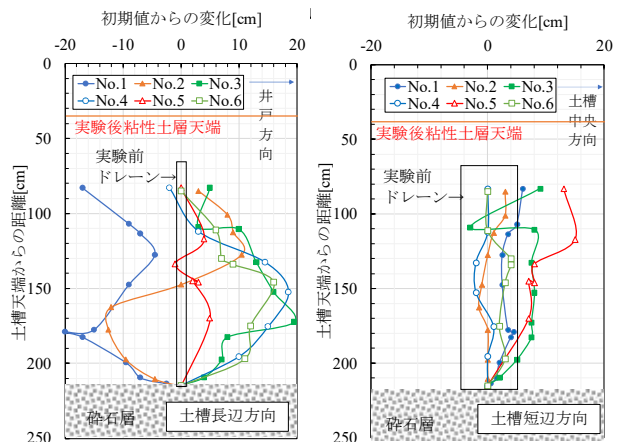 初期値からの変化[cm]
-20 -10 0 10 20
No.1 No.2 No.3
No.4 No.5 No.6
井戸方向
実験後粘性土層天端
実験前
ドレーン→
土槽天端からの距離[cm]
0
50
100
150
200
250
砕石層
土槽長辺方向
初期値からの変化[cm]
-20 0 20
No.1 No.2 No.3
No.4 No.5 No.6
土槽中央方向
実験後粘性土層天端
実験前
ドレーン→
土槽天端からの距離[cm]
0
50
100
150
200
250
砕石層
土槽短辺方向